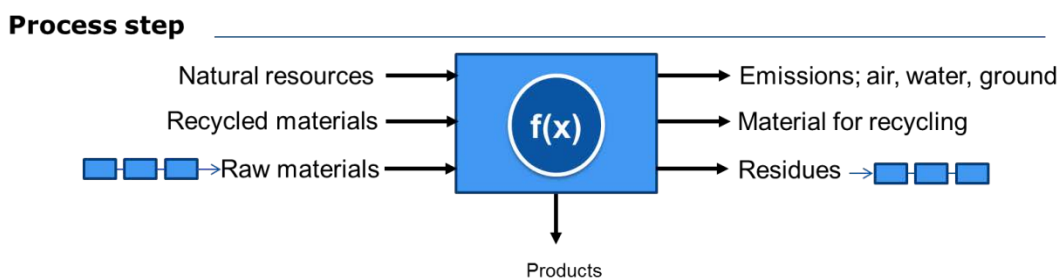 Process step
Natural resources
Recycled materials
Raw materials
f(x)
Emissions; air, water, ground
Material for recycling
Residues
Products